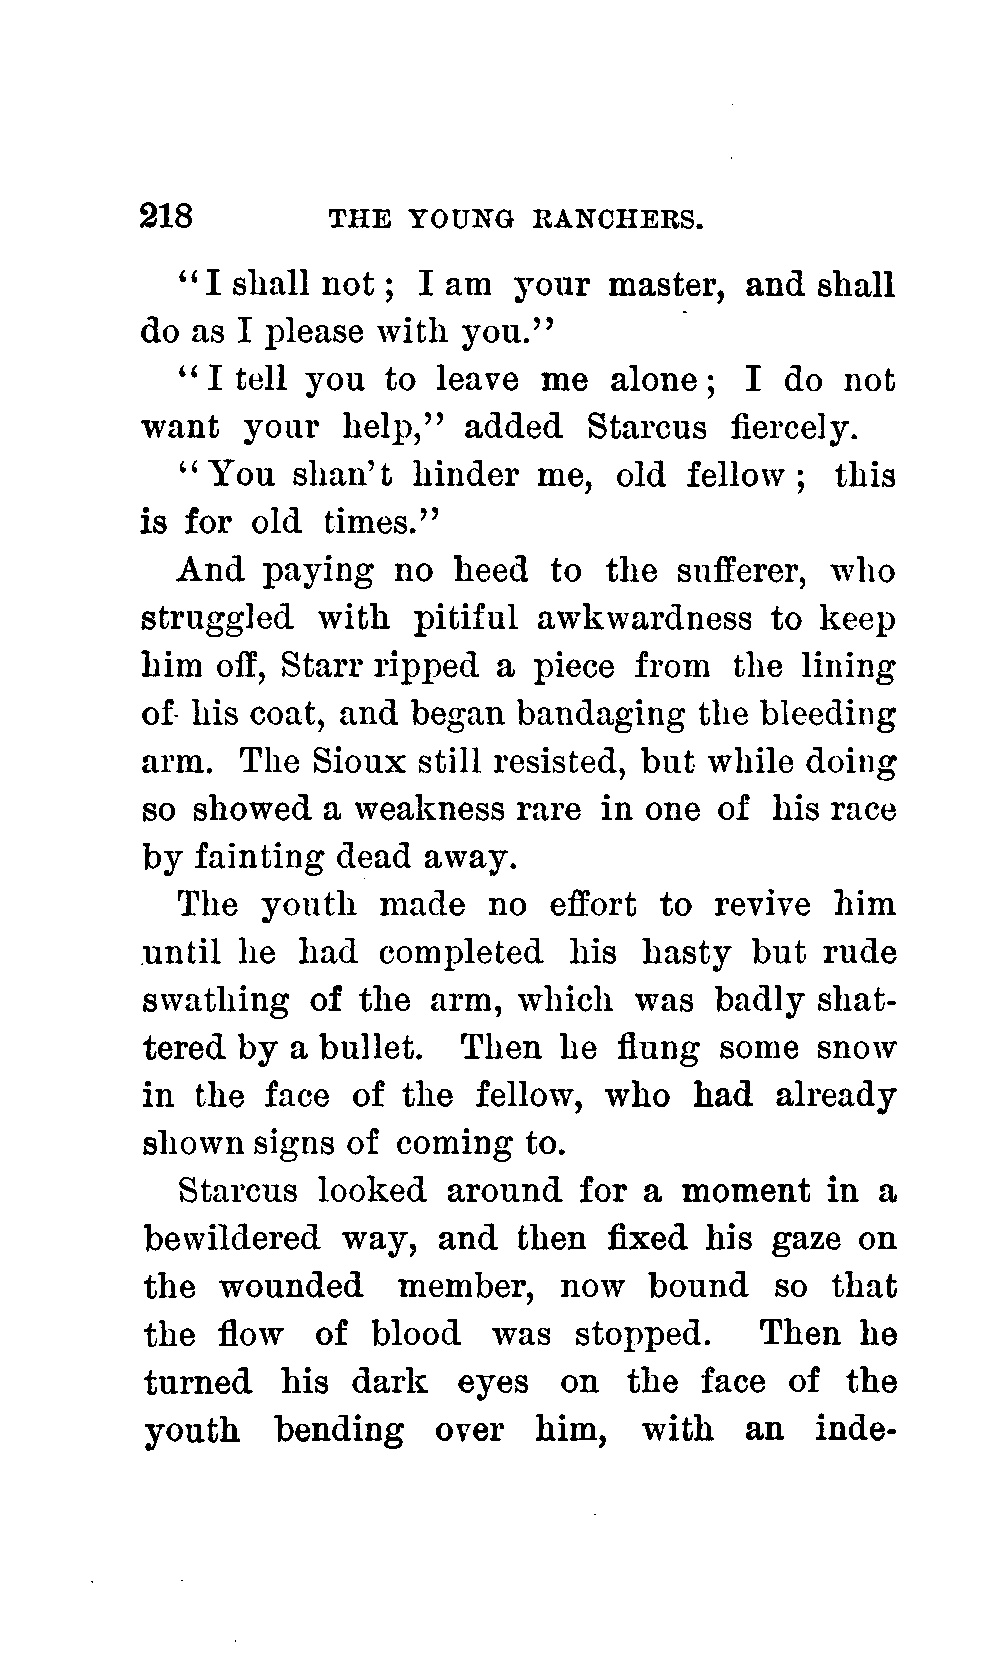 218 THE YOUNG RANCHERS.
"I shall not; I am your master, and shall
do as I please with you."
"I tell you to leave me alone; I do not
want your help," added Starcus fiercely.
"You shan't hinder me, old fellow; this
is for old times."
And paying no heed to the sufferer, who
struggled with pitiful awkwardness to keep
him off, Starr ripped a piece from the lining
of his coat, and began bandaging the bleeding
arm. The Sioux still resisted, but while doing
so showed a weakness rare in one of his race
by fainting dead away.
The youth made no effort to revive him
until he had completed his hasty but rude
swathing of the arm, which was badly shat-
tered by a bullet. Then he flung some snow
in the face of the fellow, who had already
shown signs of coming to.
Starcus looked around for a moment in a
bewildered way, and then fixed his gaze on
the wounded member, now bound so that
the flow of blood was stopped. Then he
turned his dark eyes on the face of the
youth bending over him, with an inde-